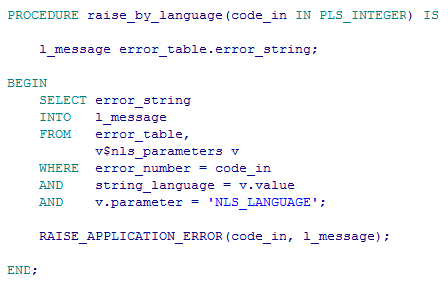 PROCEDURE raise_by_language(code_in IN PLS_INTEGER) IS
l_message error_table.error_string;
BEGIN
SELECT error_string
INTO l_message
FROM error_table,
v$nls_parameters v
WHERE error_number = code_in
AND string_language = v.value
AND v.parameter = 'NLS_LANGUAGE';
RAISE_APPLICATION_ERROR(code_in, l_message);
END;